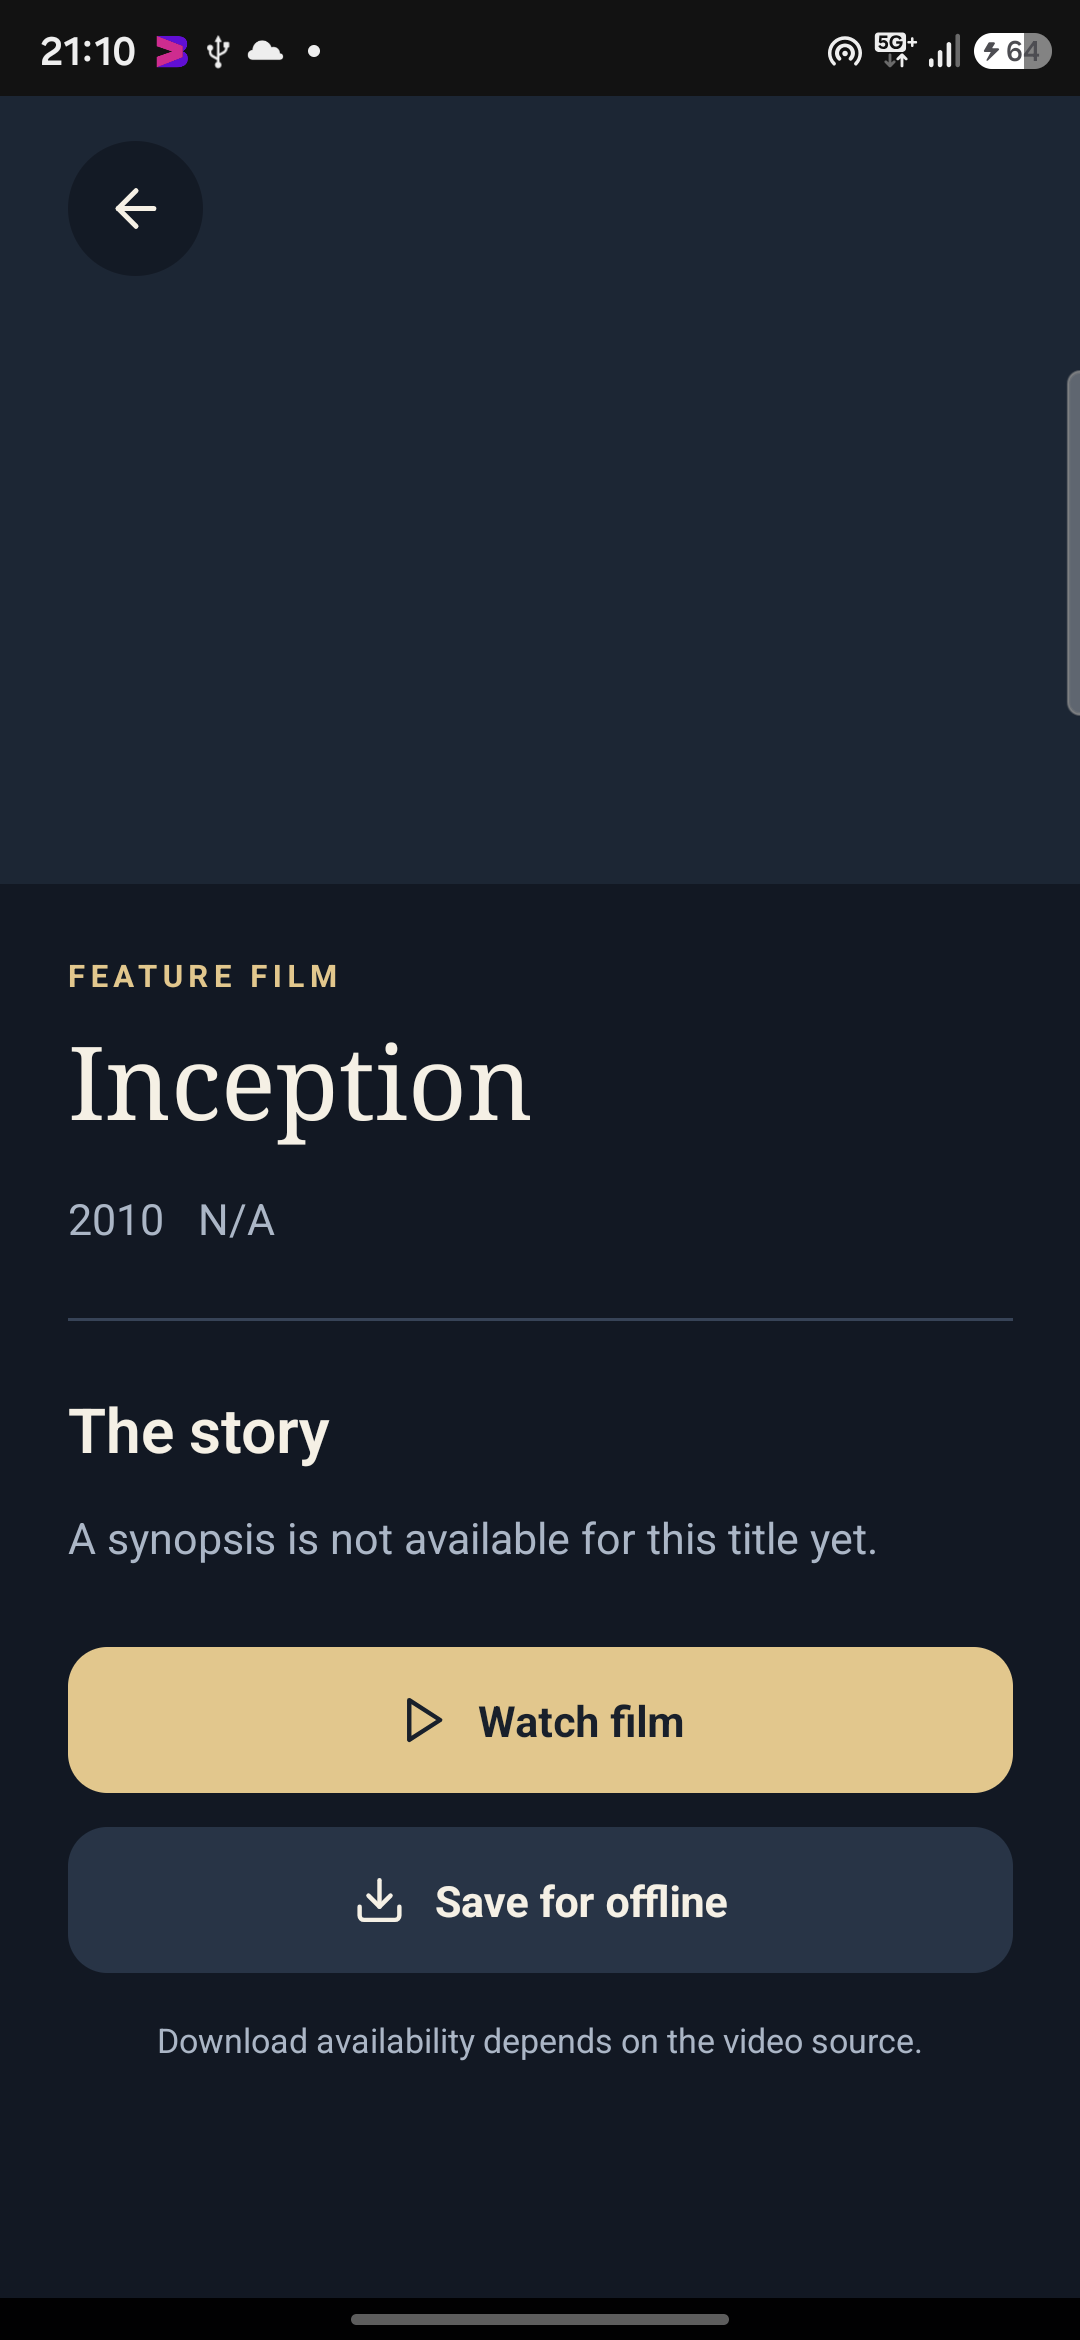 21:10
5G+
64
FEATURE FILM
Inception
2010 N/A
The story
A synopsis is not available for this title yet.
Watch film
Save for offline
Download availability depends on the video source.